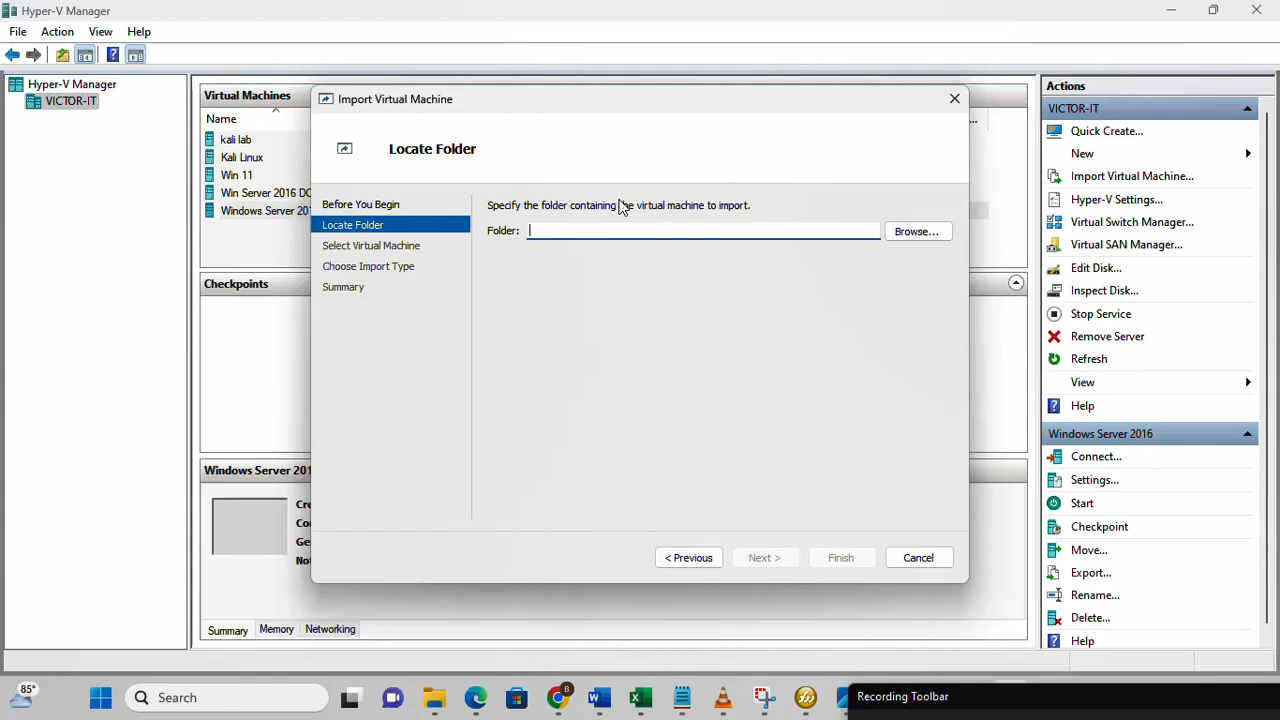 Hyper-V Manager
File Action View Help
Hyper-V Manager
VICTOR-IT
Virtual Machines
Name
kali lab
Kali Linux
Win 11
Win Server 2016 DC
Windows Server 201
Checkpoints
Windows Server 201
Cre
Co
Ge
No
Summary Memory Networking
Import Virtual Machine
Locate Folder
Before You Begin
Locate Folder
Select Virtual Machine
Choose Import Type
Summary
Specify the folder containing the virtual machine to import.
Folder: Browse...
< Previous Next > Finish Cancel
...
Actions
VICTOR-IT
Quick Create...
New
Import Virtual Machine...
Hyper-V Settings...
Virtual Switch Manager...
Virtual SAN Manager...
Edit Disk...
Inspect Disk...
Stop Service
Remove Server
Refresh
View
Help
Windows Server 2016
Connect...
Settings...
Start
Checkpoint
Move...
Export...
Rename...
Delete...
Help
85°
Search
B
Recording Toolbar